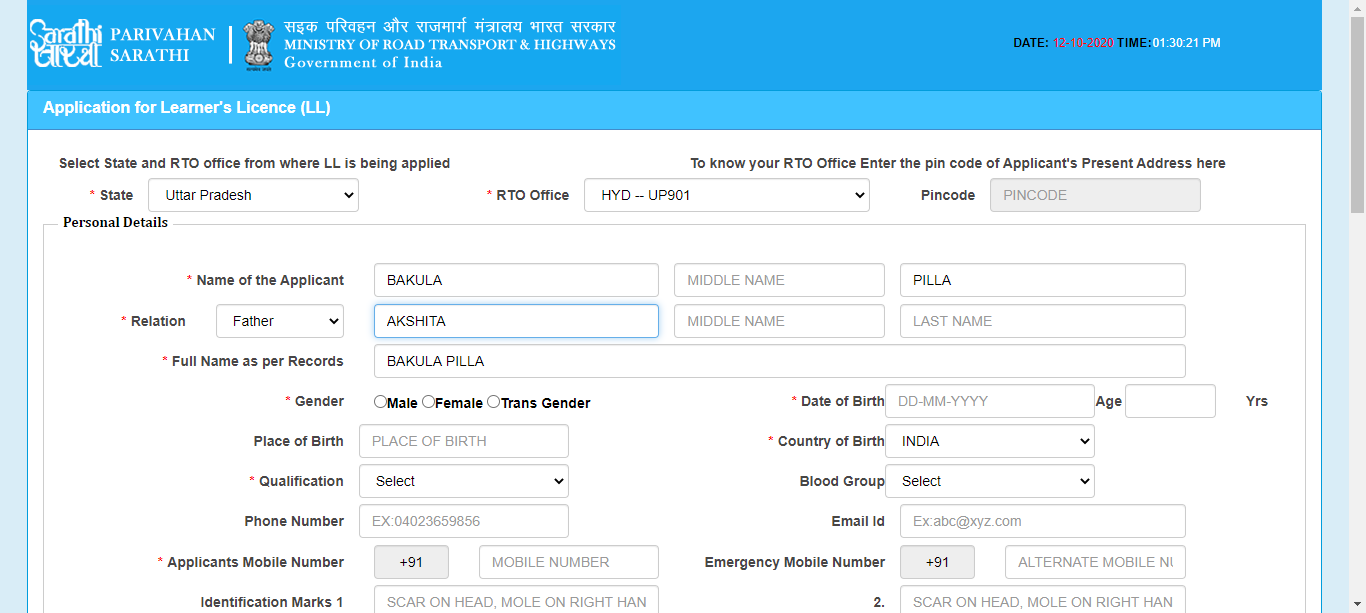 Sarathi
सारथी
PARIVAHAN
SARATHI
सड़क परिवहन और राजमार्ग मंत्रालय भारत सरकार
MINISTRY OF ROAD TRANSPORT & HIGHWAYS
Government of India
DATE: 12-10-2020 TIME:01:30:21 PM
Application for Learner's Licence (LL)
Select State and RTO office from where LL is being applied To know your RTO Office Enter the pin code of Applicant's Present Address here
* State Uttar Pradesh * RTO Office HYD -- UP901 Pincode PINCODE
Personal Details
* Name of the Applicant BAKULA MIDDLE NAME PILLA
* Relation Father AKSHITA MIDDLE NAME LAST NAME
* Full Name as per Records BAKULA PILLA
* Gender Male Female Trans Gender * Date of Birth DD-MM-YYYY Age Yrs
Place of Birth PLACE OF BIRTH * Country of Birth INDIA
* Qualification Select Blood Group Select
Phone Number EX:04023659856 Email Id Ex:abc@xyz.com
* Applicants Mobile Number +91 MOBILE NUMBER Emergency Mobile Number +91 ALTERNATE MOBILE NU
Identification Marks 1 SCAR ON HEAD, MOLE ON RIGHT HAN 2. SCAR ON HEAD, MOLE ON RIGHT HAN